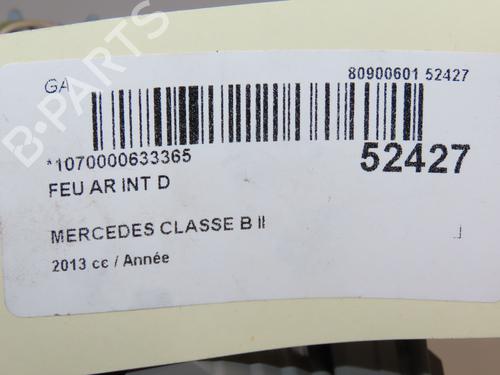 GA
80900601 52427
*1070000633365
52427
FEU AR INT D
MERCEDES CLASSE B II
2013 cc / Année
B-PARTS